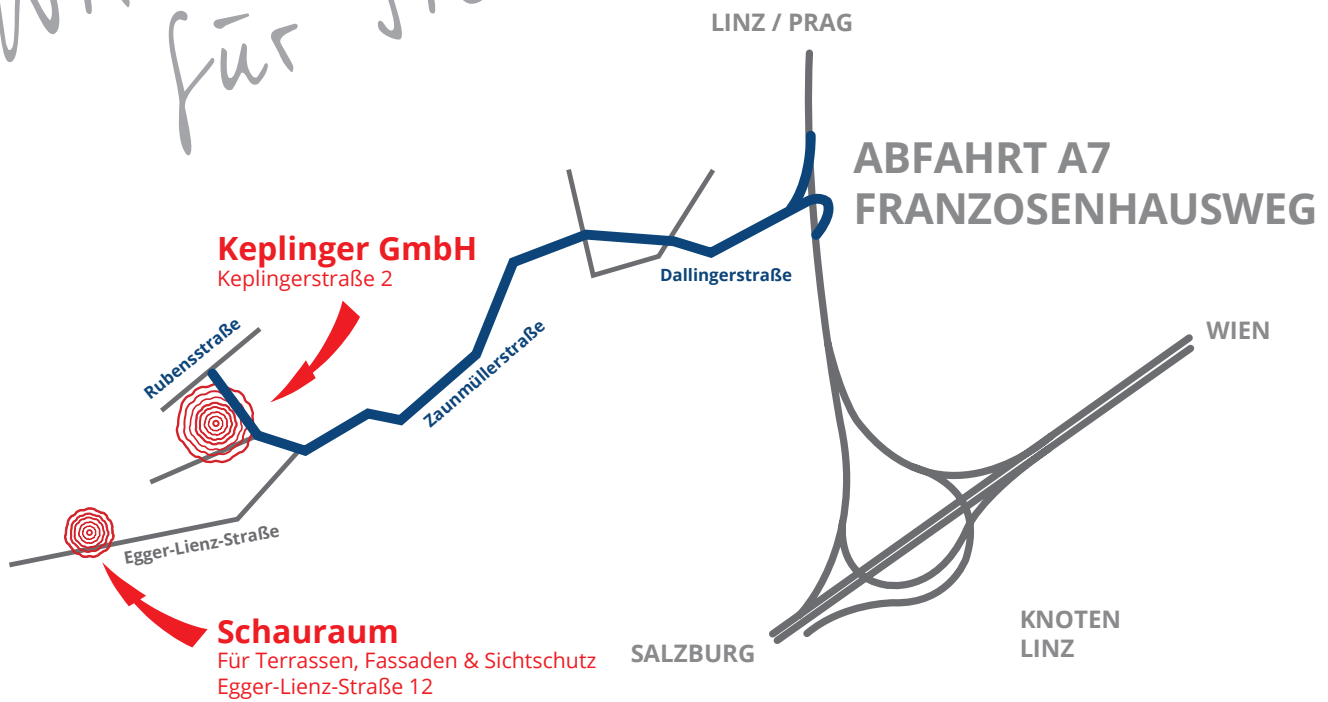 für
LINZ / PRAG
ABFAHRT A7
FRANZOSENHAUSWEG
Keplinger GmbH
Keplingerstraße 2
Dallingerstraße
Rubensstraße
Zaunmüllerstraße
WIEN
Egger-Lienz-Straße
Schauraum
Für Terrassen, Fassaden & Sichtschutz
Egger-Lienz-Straße 12
SALZBURG
KNOTEN
LINZ